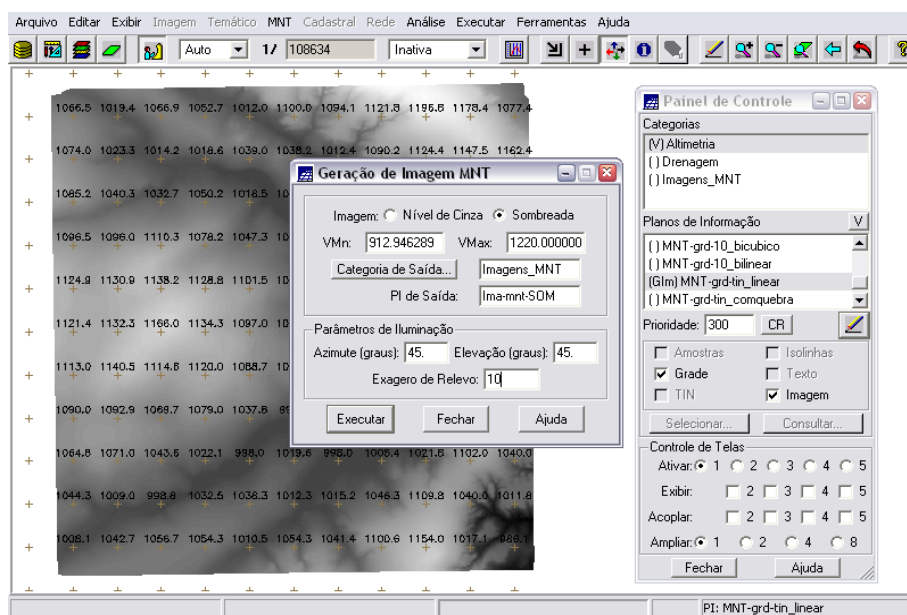 Arquivo Editar Exibir Imagem Temático MNT Cadastral Rede Análise Executar Ferramentas Ajuda
Auto 1/ 108634 Inativa
1066.5 1019.4 1066.9 1052.7 1012.0 1100.0 1094.1 1121.8 1196.8 1178.4 1077.4
1074.0 1023.3 1014.2 1018.6 1039.0 1038.2 1012.4 1090.2 1124.4 1147.5 1162.4
1085.2 1040.3 1032.7 1050.2 1018.5 10
1096.5 1096.0 1110.3 1078.2 1047.3 10
1124.9 1130.9 1138.2 1128.8 1101.5 10
1121.4 1132.3 1166.0 1134.3 1097.0 10
1113.0 1140.5 1114.8 1120.0 1088.7 10
1090.0 1092.9 1069.7 1079.0 1037.8
1064.8 1071.0 1043.6 1022.1 998.0 1019.6 998.0 1005.4 1021.8 1102.0 1040.0
1044.3 1009.0 998.8 1032.5 1038.3 1012.3 1015.2 1046.3 1109.8 1040.0 1011.8
1008.1 1042.7 1056.7 1054.3 1010.5 1054.3 1041.4 1100.6 1154.0 1017.1 986.1
Geração de Imagem MNT
Imagem: Nível de Cinza Sombreada
VMn: 912.946289 VMax: 1220.000000
Categoria de Saída... Imagens_MNT
PI de Saída: Ima-mnt-SOM
Parâmetros de Iluminação
Azimute (graus): 45. Elevação (graus): 45.
Exagero de Relevo: 10
Executar Fechar Ajuda
Painel de Controle
Categorias
(V) Altimetria
( ) Drenagem
( ) Imagens_MNT
Planos de Informação V
( ) MNT-grd-10_bicubico
( ) MNT-grd-10_bilinear
(GIm) MNT-grd-tin_linear
( ) MNT-grd-tin_comquebra
Prioridade: 300 CR
Amostras Isolinhas
Grade Texto
TIN Imagem
Selecionar... Consultar...
Controle de Telas
Ativar: 1 2 3 4 5
Exibir: 2 3 4 5
Acoplar: 2 3 4 5
Ampliar: 1 2 4 8
Fechar Ajuda
PI: MNT-grd-tin_linear